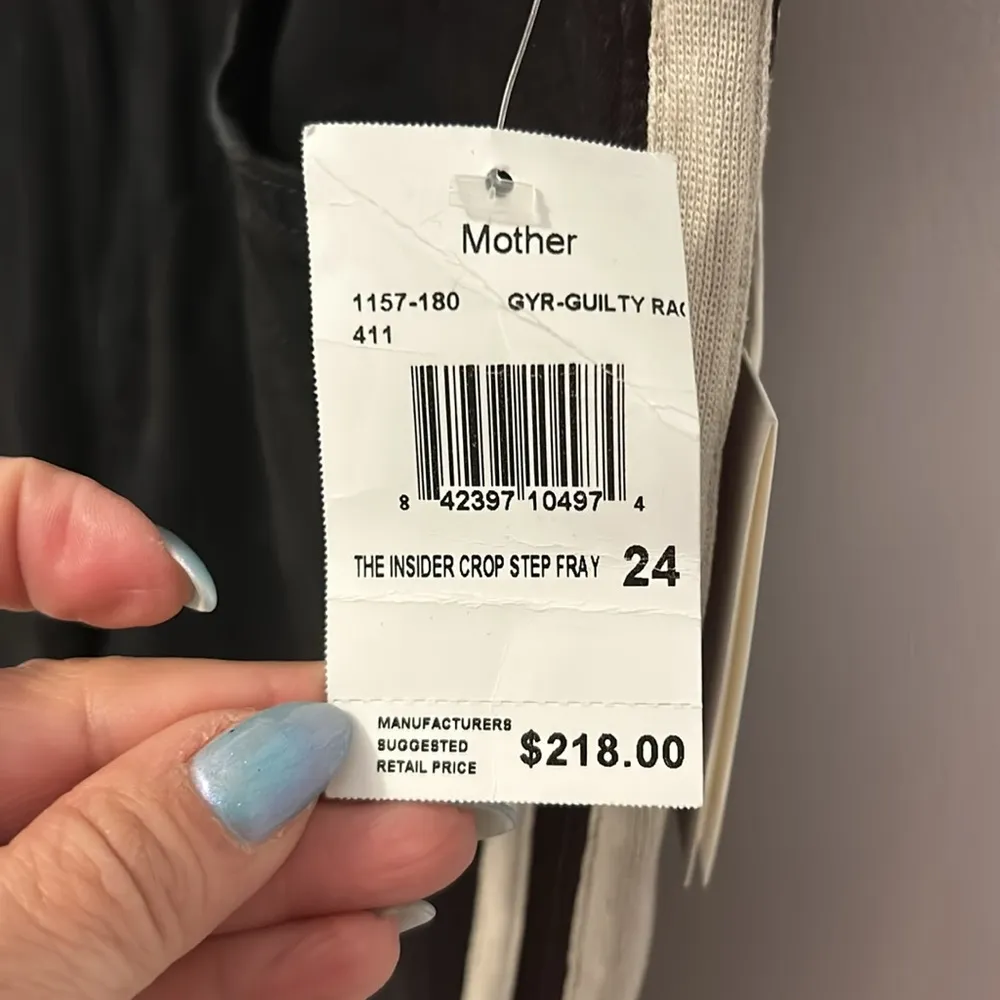 Mother
1157-180 GYR-GUILTY RAC
411
8 42397 10497 4
THE INSIDER CROP STEP FRAY 24
MANUFACTURERS
SUGGESTED
RETAIL PRICE
$218.00